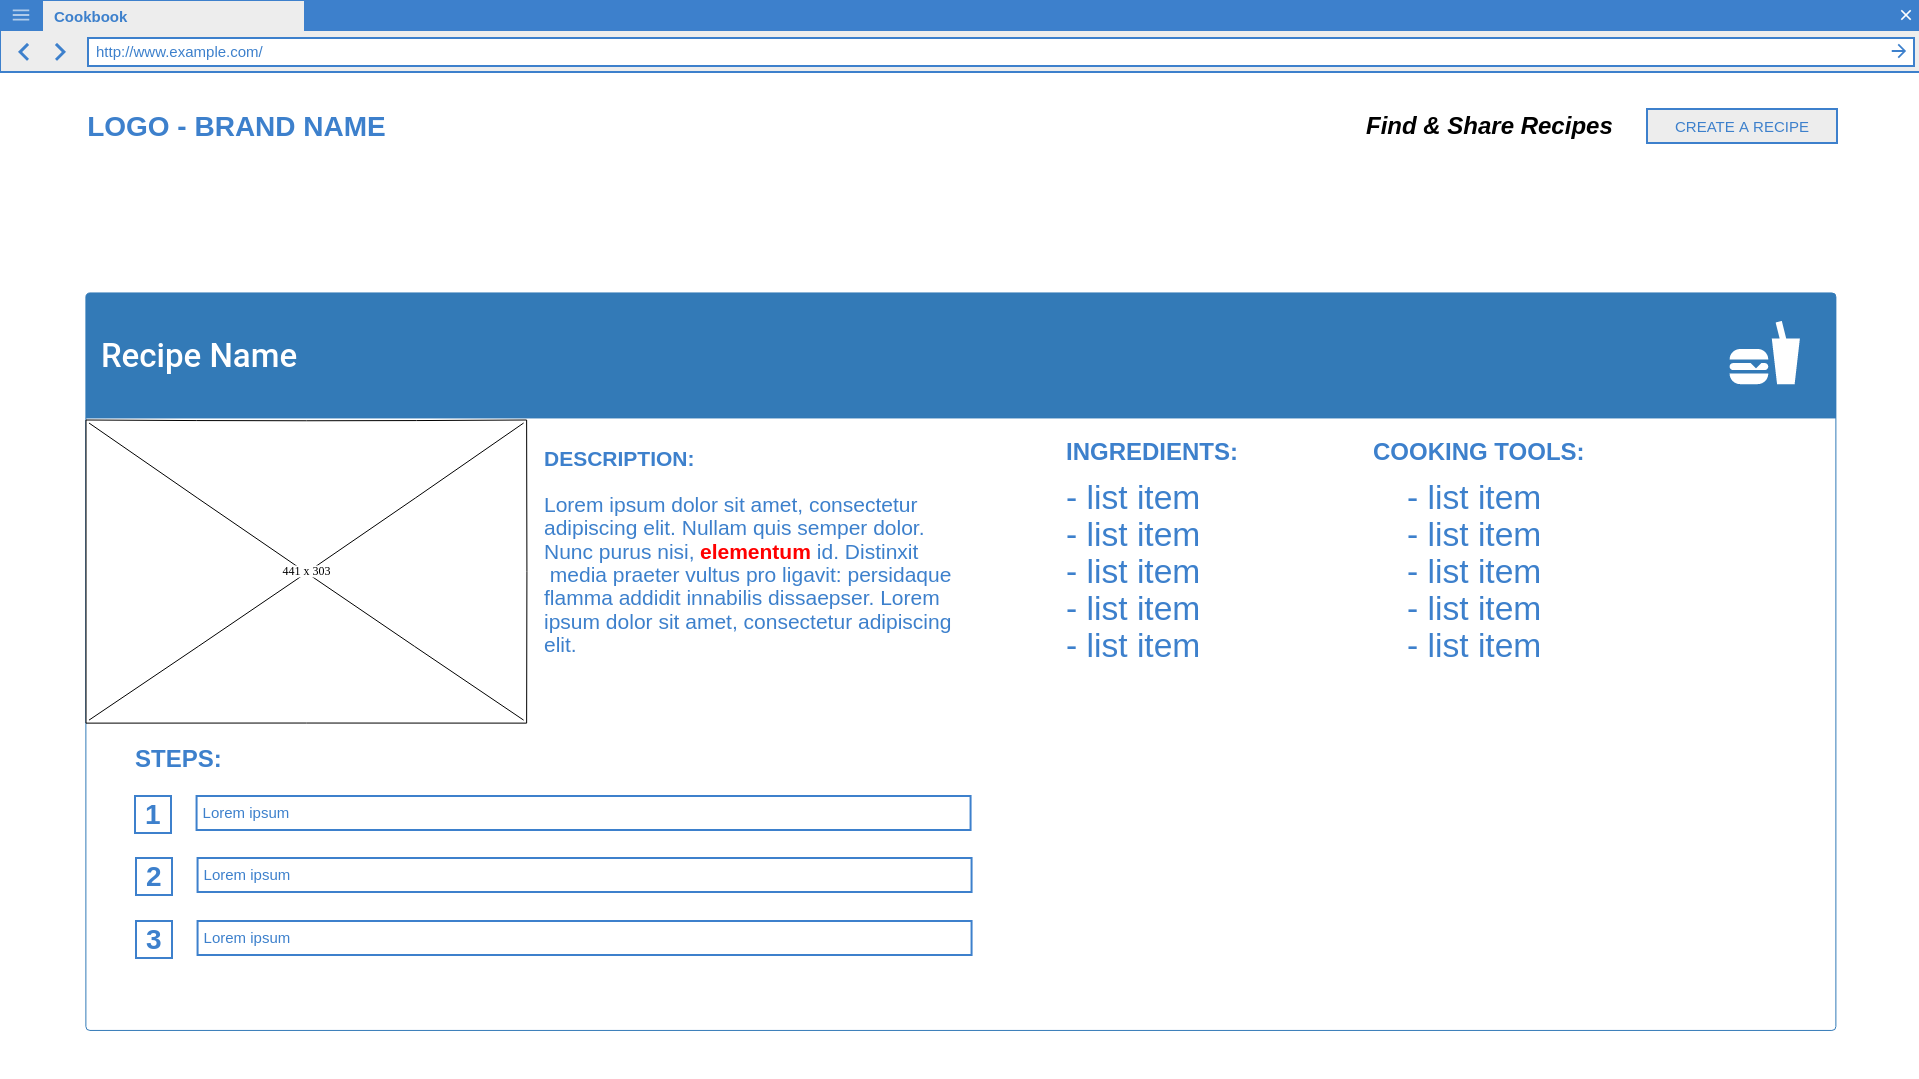 Cookbook
http://www.example.com/
LOGO - BRAND NAME
Find & Share Recipes
CREATE A RECIPE
Recipe Name
441 x 303
DESCRIPTION:
Lorem ipsum dolor sit amet, consectetur
adipiscing elit. Nullam quis semper dolor.
Nunc purus nisi, elementum id. Distinxit
media praeter vultus pro ligavit: persidaque
flamma addidit innabilis dissaepser. Lorem
ipsum dolor sit amet, consectetur adipiscing
elit.
INGREDIENTS:
- list item
- list item
- list item
- list item
- list item
COOKING TOOLS:
- list item
- list item
- list item
- list item
- list item
STEPS:
1 Lorem ipsum
2 Lorem ipsum
3 Lorem ipsum